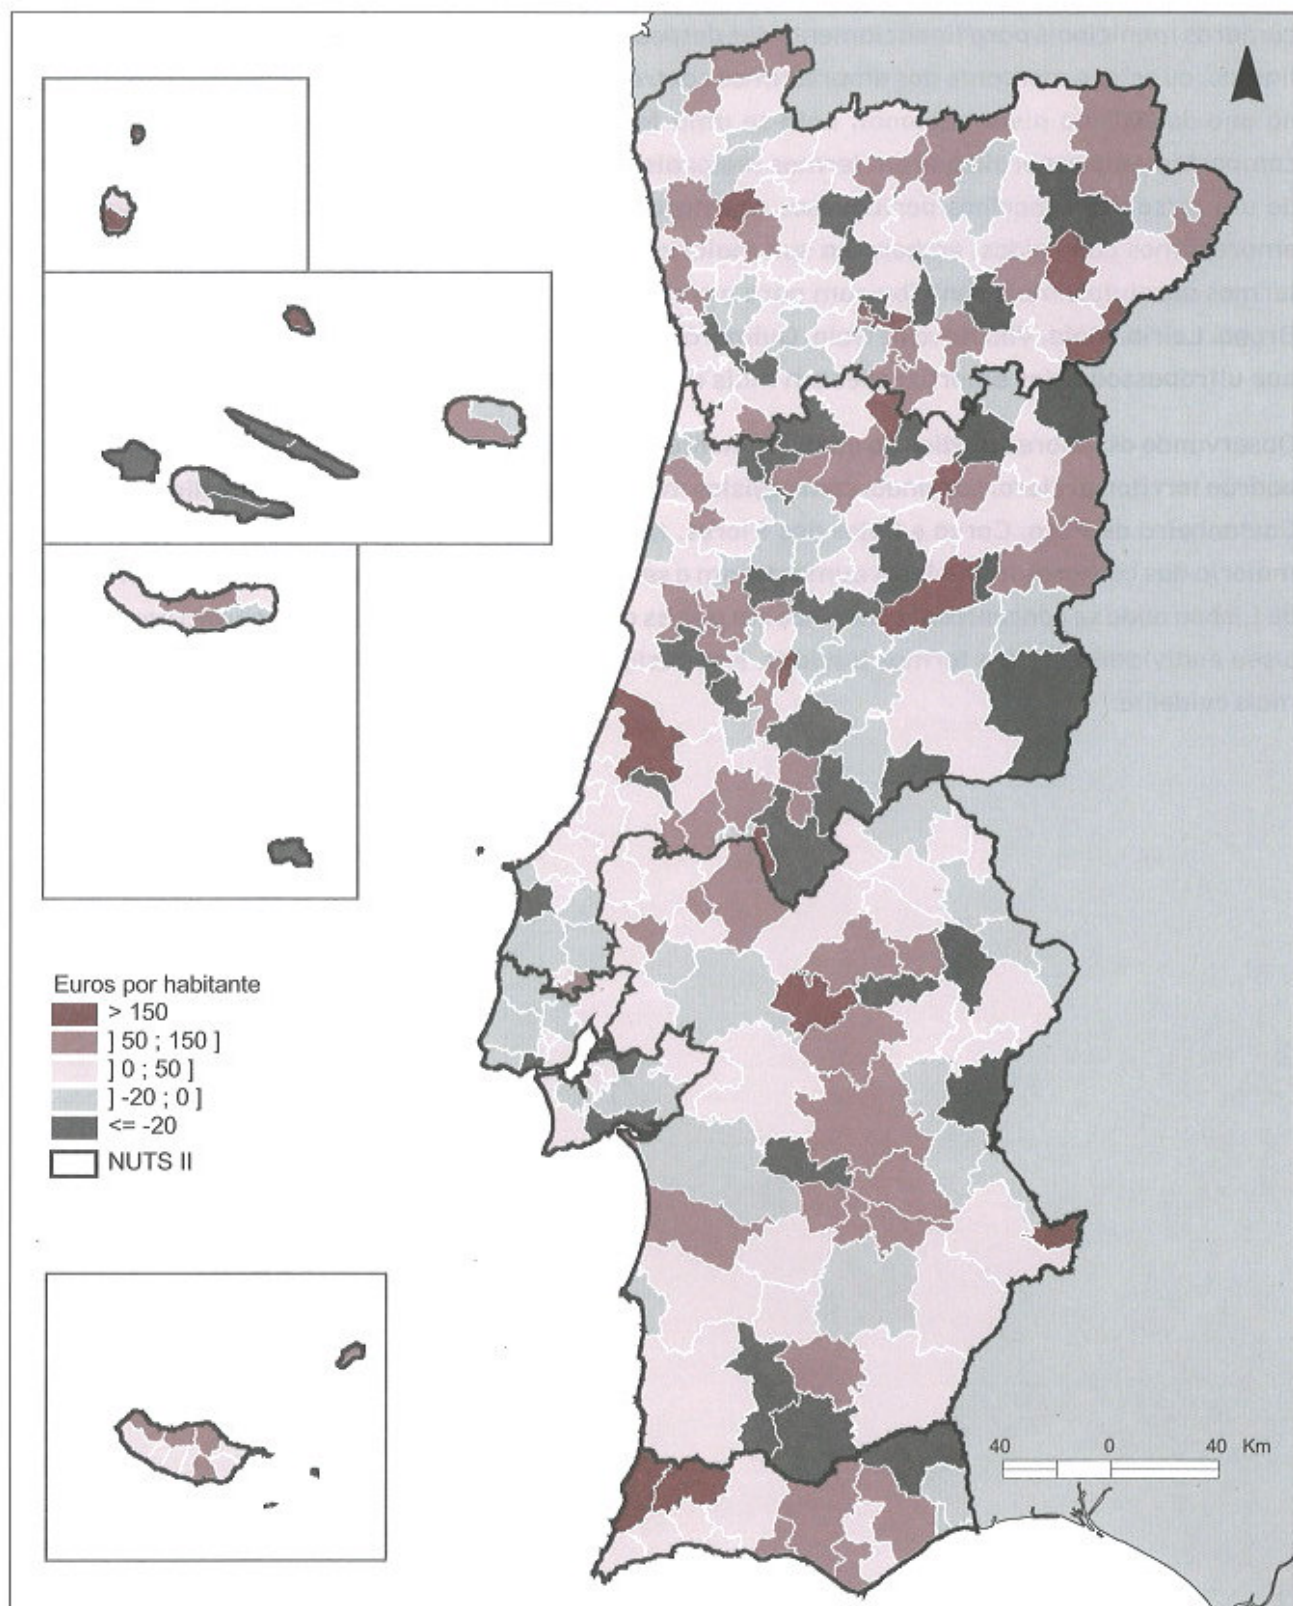 Euros por habitante
> 150
] 50 ; 150 ]
] 0 ; 50 ]
] -20 ; 0 ]
<= -20
NUTS II
40 0 40 Km